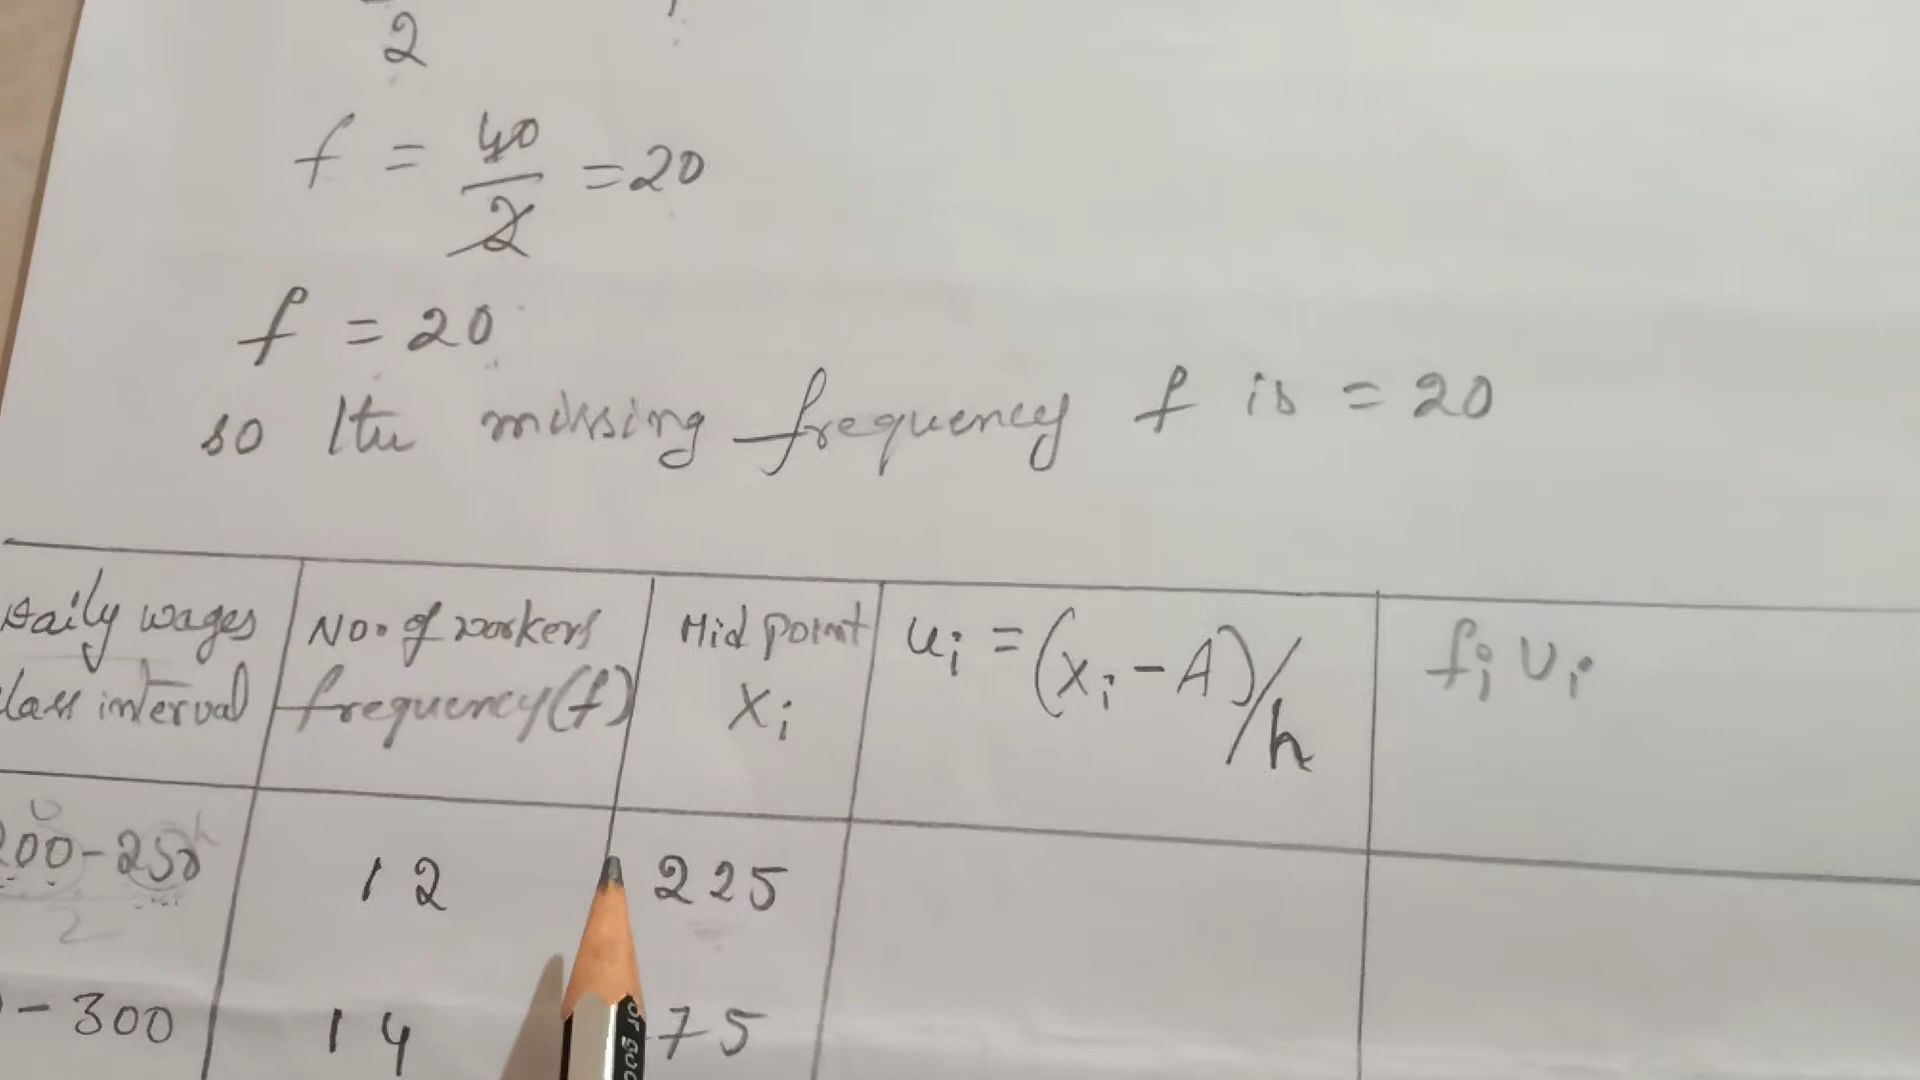 2
f = 40/2 = 20
f = 20
so the missing frequency f is = 20
Daily wages class interval | No. of workers frequency (f) | Mid point xi | ui = (xi - A)/h | fi ui
200-250 | 12 | 225
- 300 | 14 | 75